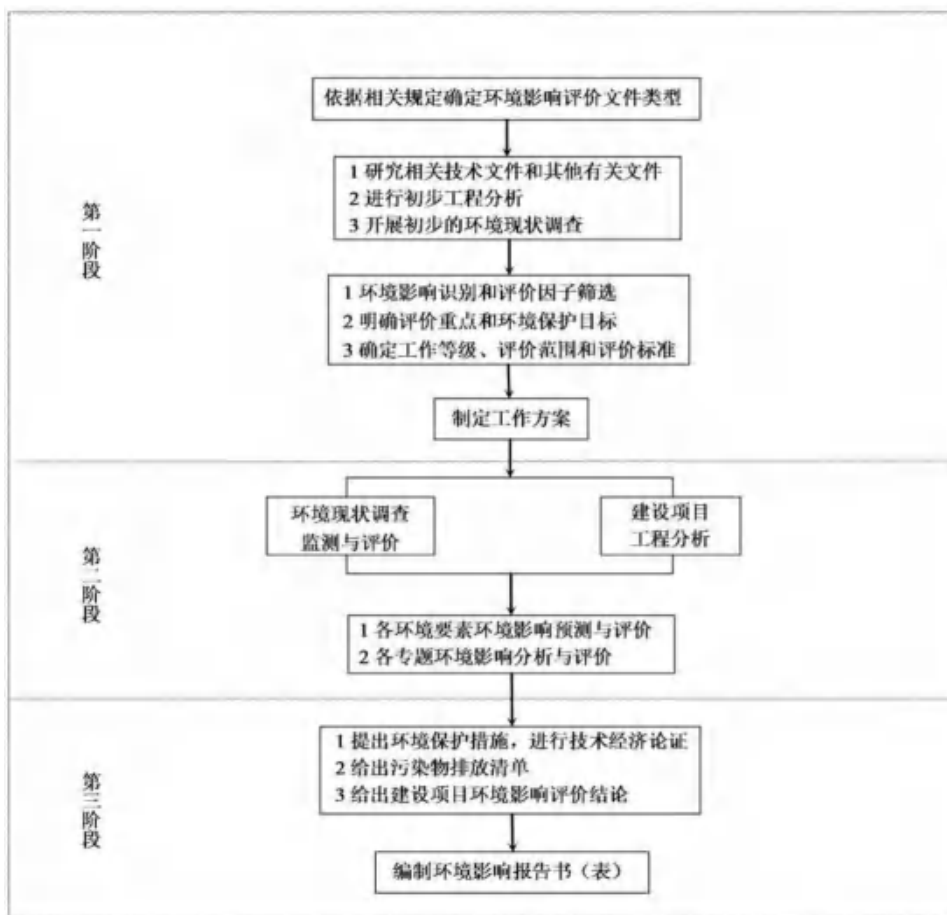 依据相关规定确定环境影响评价文件类型
1 研究相关技术文件和其他有关文件
2 进行初步工程分析
3 开展初步的环境现状调查
第一阶段
1 环境影响识别和评价因子筛选
2 明确评价重点和环境保护目标
3 确定工作等级、评价范围和评价标准
制定工作方案
环境现状调查
监测与评价
建设项目
工程分析
第二阶段
1 各环境要素环境影响预测与评价
2 各专题环境影响分析与评价
1 提出环境保护措施，进行技术经济论证
2 给出污染物排放清单
3 给出建设项目环境影响评价结论
第三阶段
编制环境影响报告书（表）